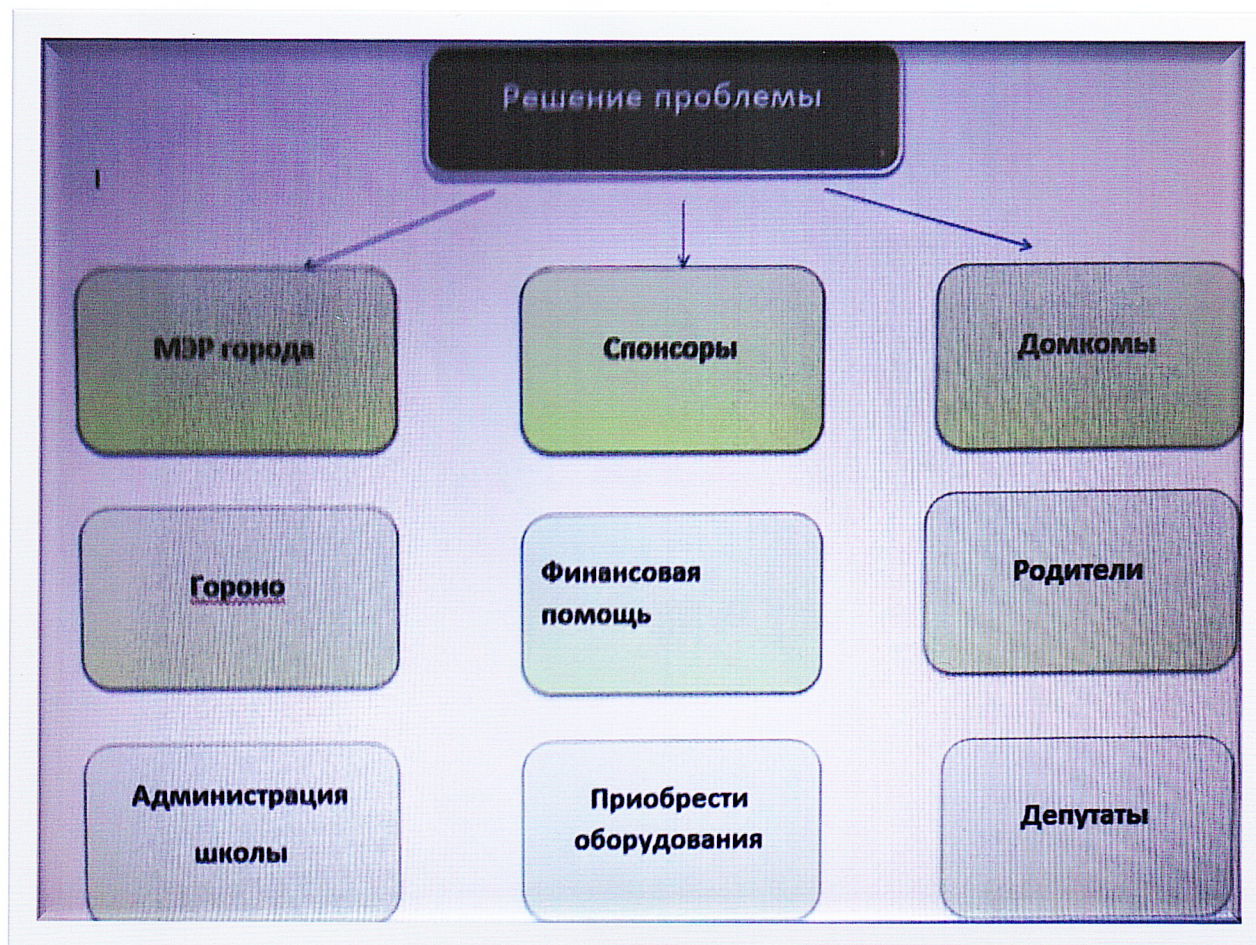 Решение проблемы
МЭР города
Спонсоры
Домкомы
Гороно
Финансовая
помощь
Родители
Администрация
школы
Приобрести
оборудования
Депутаты